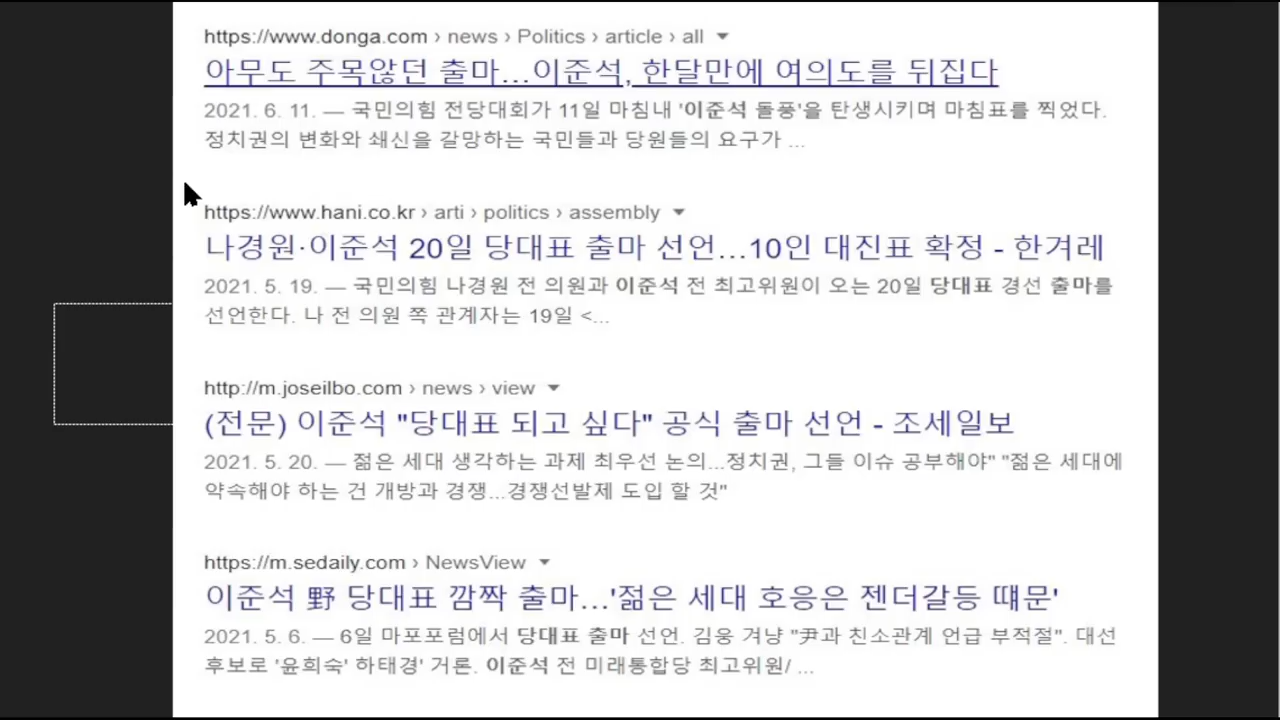 https://www.donga.com › news › Politics › article › all
아무도 주목않던 출마...이준석, 한달만에 여의도를 뒤집다
2021. 6. 11. — 국민의힘 전당대회가 11일 마침내 '이준석 돌풍'을 탄생시키며 마침표를 찍었다.
정치권의 변화와 쇄신을 갈망하는 국민들과 당원들의 요구가 ...
https://www.hani.co.kr › arti › politics › assembly
나경원·이준석 20일 당대표 출마 선언...10인 대진표 확정 - 한겨레
2021. 5. 19. — 국민의힘 나경원 전 의원과 이준석 전 최고위원이 오는 20일 당대표 경선 출마를
선언한다. 나 전 의원 쪽 관계자는 19일 <...
http://m.joseilbo.com › news › view
(전문) 이준석 "당대표 되고 싶다" 공식 출마 선언 - 조세일보
2021. 5. 20. — 젊은 세대 생각하는 과제 최우선 논의...정치권, 그들 이슈 공부해야" "젊은 세대에
약속해야 하는 건 개방과 경쟁...경쟁선발제 도입 할 것"
https://m.sedaily.com › NewsView
이준석 野 당대표 깜짝 출마...'젊은 세대 호응은 젠더갈등 떄문'
2021. 5. 6. — 6일 마포포럼에서 당대표 출마 선언. 김웅 겨냥 "尹과 친소관계 언급 부적절". 대선
후보로 '윤희숙' 하태경' 거론. 이준석 전 미래통합당 최고위원/ ...